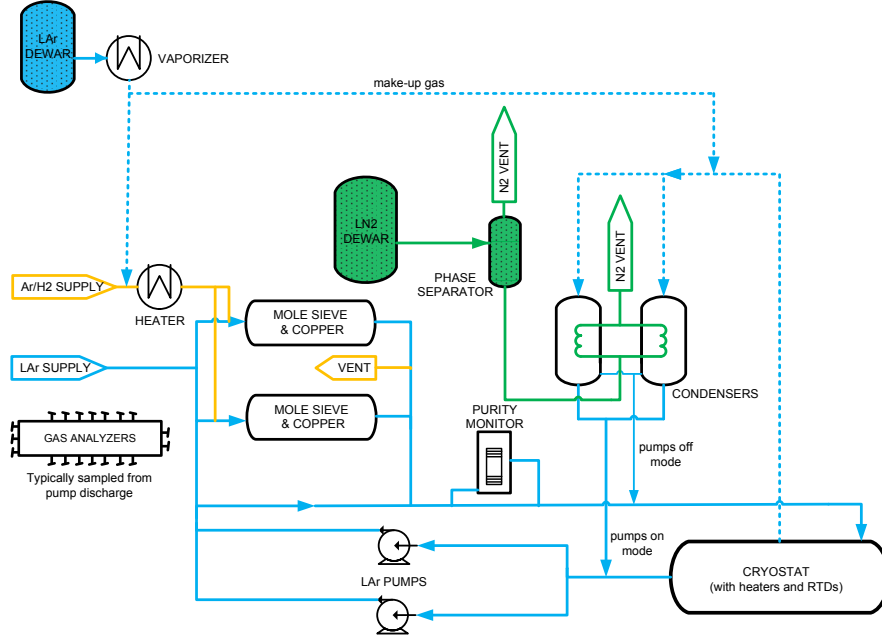 LAr
DEWAR
VAPORIZER
make-up gas
N2 VENT
LN2
DEWAR
N2 VENT
PHASE
SEPARATOR
Ar/H2 SUPPLY
HEATER
MOLE SIEVE
& COPPER
LAr SUPPLY
VENT
CONDENSERS
MOLE SIEVE
& COPPER
PURITY
MONITOR
GAS ANALYZERS
Typically sampled from
pump discharge
pumps off
mode
pumps on
mode
LAr PUMPS
CRYOSTAT
(with heaters and RTDs)